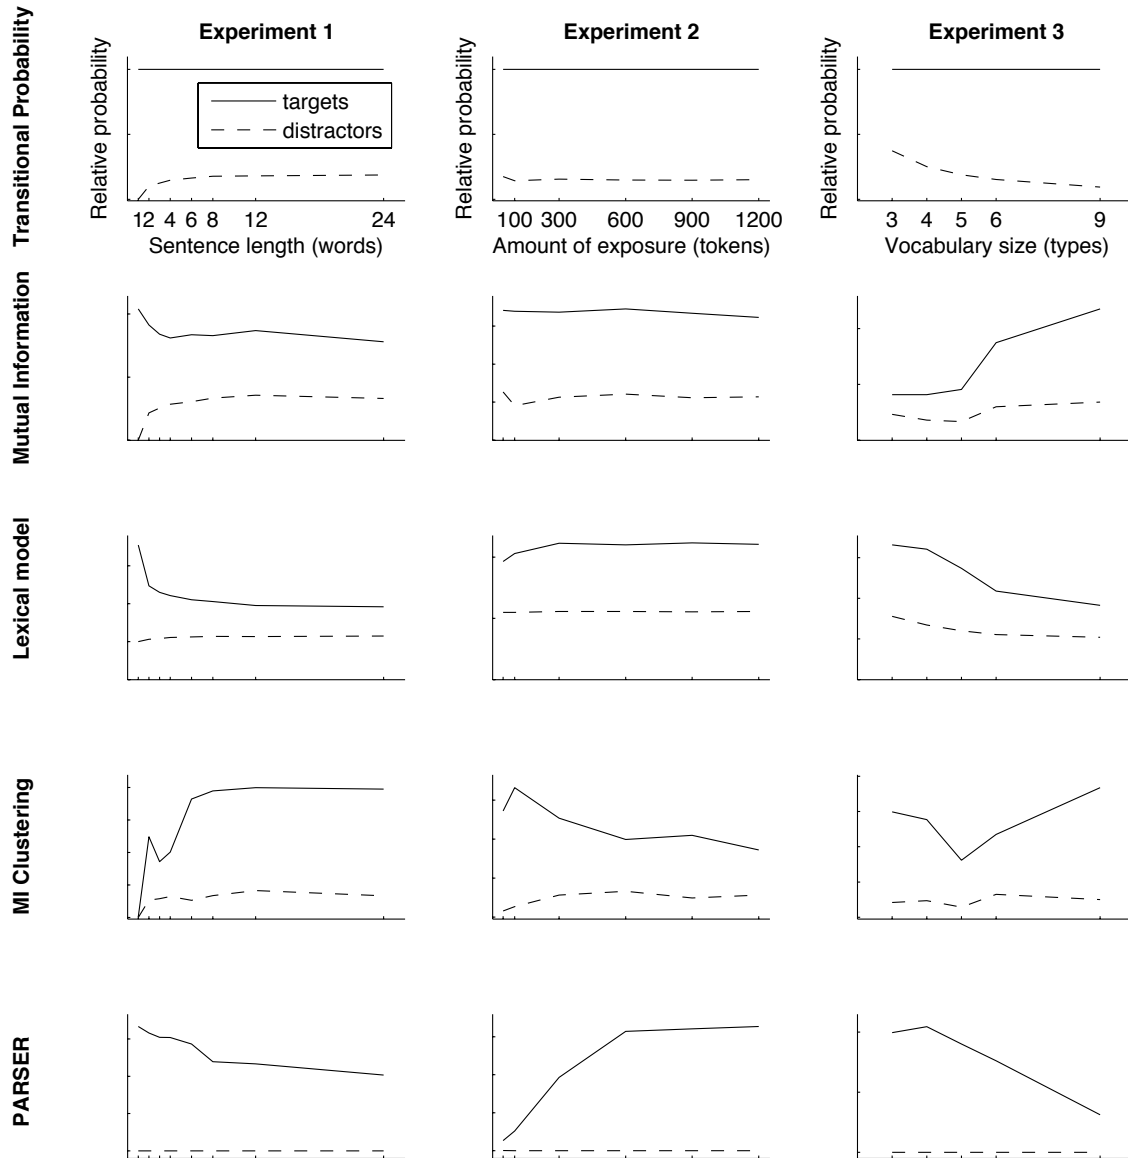 Experiment 1
Experiment 2
Experiment 3
Transitional Probability
Relative probability
targets
distractors
12 4 6 8 12 24
Sentence length (words)
Relative probability
100 300 600 900 1200
Amount of exposure (tokens)
Relative probability
3 4 5 6 9
Vocabulary size (types)
Mutual Information
Lexical model
MI Clustering
PARSER